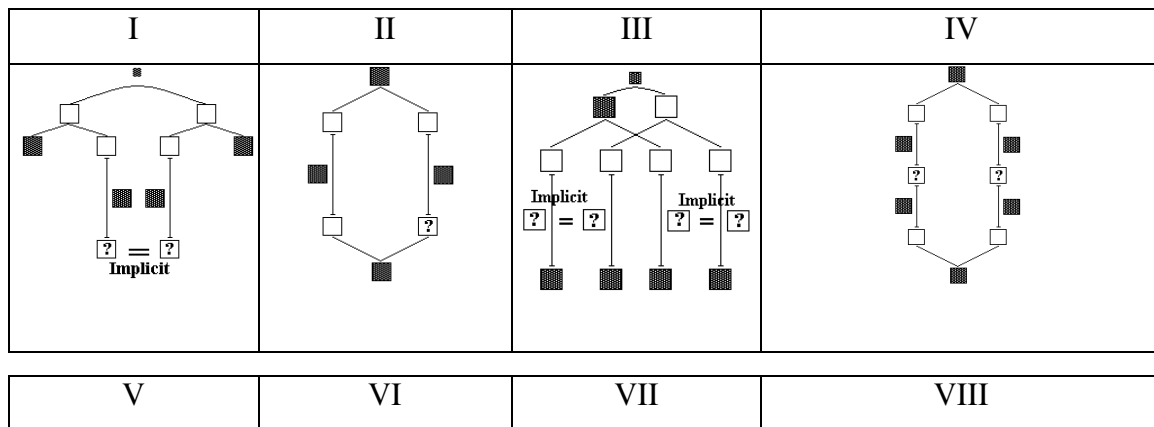 I II III IV
Implicit Implicit
? = ? ? = ? ? ?
?
? = ?
Implicit
V VI VII VIII